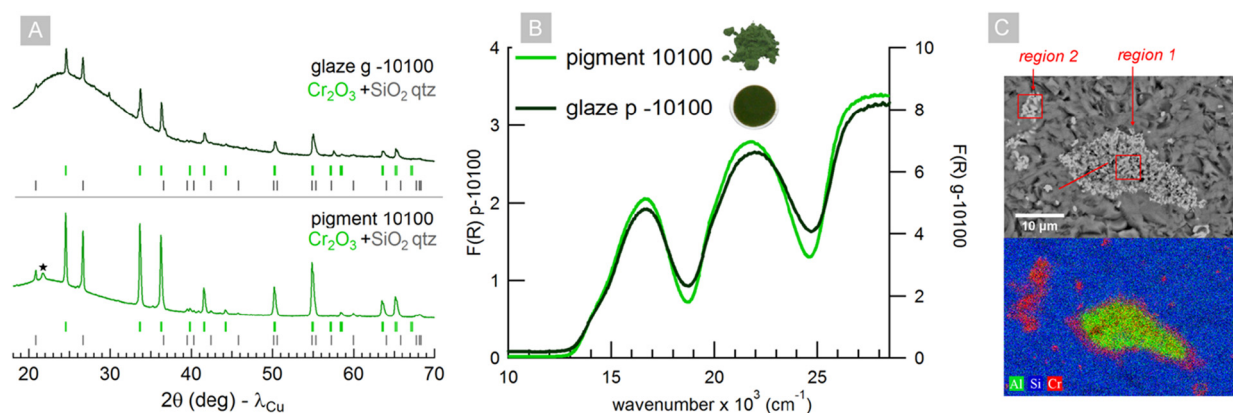 A
glaze g -10100
Cr2O3 +SiO2 qtz
pigment 10100
Cr2O3 +SiO2 qtz
★
20 30 40 50 60 70
2θ (deg) - λCu
B
pigment 10100
glaze p -10100
F(R) p-10100
4
3
2
1
0
10 15 20 25
wavenumber x 10³ (cm⁻¹)
10
8
6
4
2
0
F(R) g-10100
C
region 2
region 1
10 µm
Al Si Cr